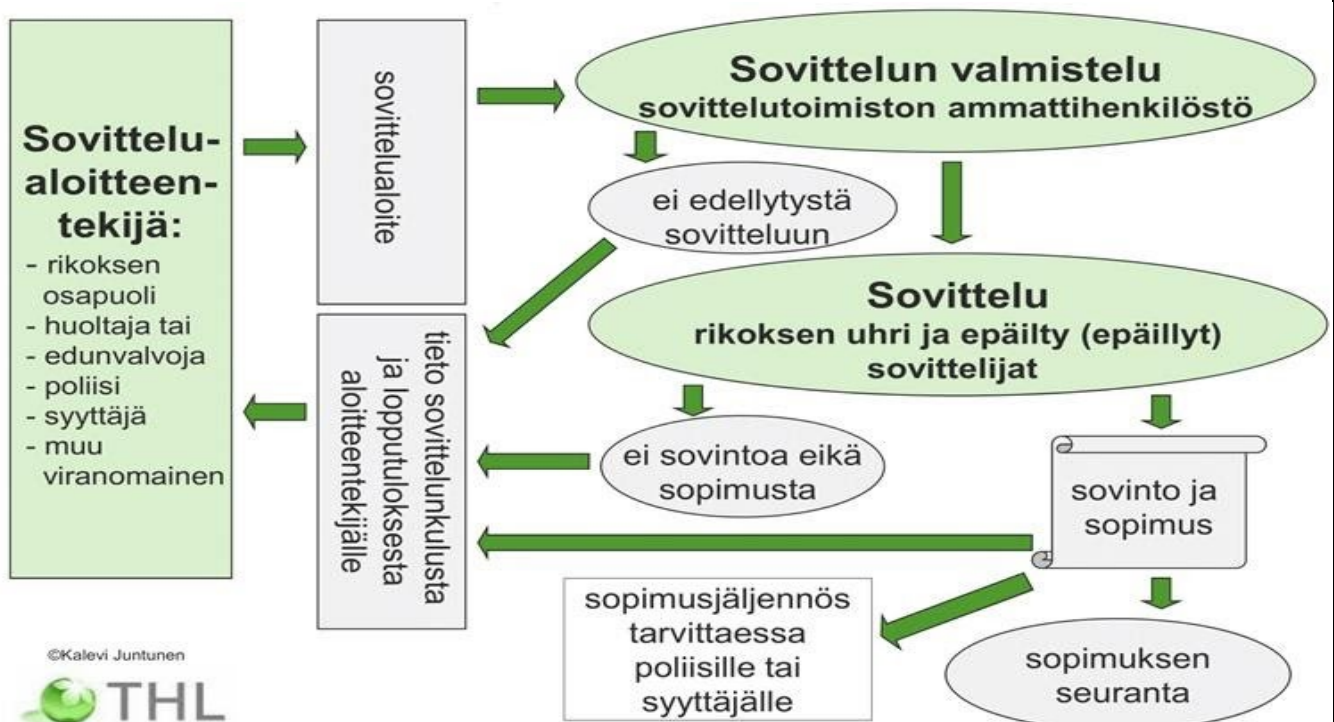 Sovittelu-
aloitteen-
tekijä:
- rikoksen
osapuoli
- huoltaja tai
- edunvalvoja
- poliisi
- syyttäjä
- muu
viranomainen
sovittelualoite
Sovittelun valmistelu
sovittelutoimiston ammattihenkilöstö
ei edellytystä
sovitteluun
Sovittelu
rikoksen uhri ja epäilty (epäillyt)
sovittelijat
tieto sovittelunkulusta
ja lopputuloksesta
aloitteentekijälle
ei sovintoa eikä
sopimusta
sovinto ja
sopimus
sopimusjäljennös
tarvittaessa
poliisille tai
syyttäjälle
sopimuksen
seuranta
©Kalevi Juntunen
THL